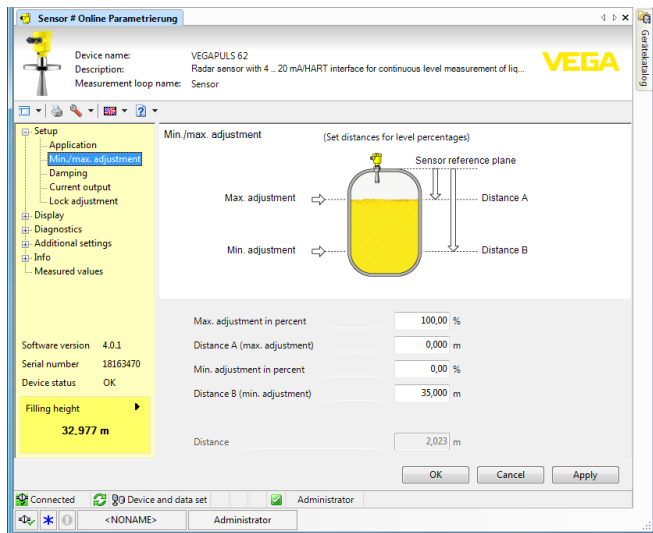 Sensor # Online Parametrierung
Gerätekatalog
Device name: VEGAPULS 62
Description: Radar sensor with 4 ... 20 mA/HART interface for continuous level measurement of liq...
Measurement loop name: Sensor
VEGA
Setup
Application
Min./max. adjustment
Damping
Current output
Lock adjustment
Display
Diagnostics
Additional settings
Info
Measured values
Software version 4.0.1
Serial number 18163470
Device status OK
Filling height
32,977 m
Min./max. adjustment (Set distances for level percentages)
Sensor reference plane
Max. adjustment Distance A
Min. adjustment Distance B
Max. adjustment in percent 100,00 %
Distance A (max. adjustment) 0,000 m
Min. adjustment in percent 0,00 %
Distance B (min. adjustment) 35,000 m
Distance 2,023 m
OK Cancel Apply
Connected Device and data set Administrator
<NONAME> Administrator